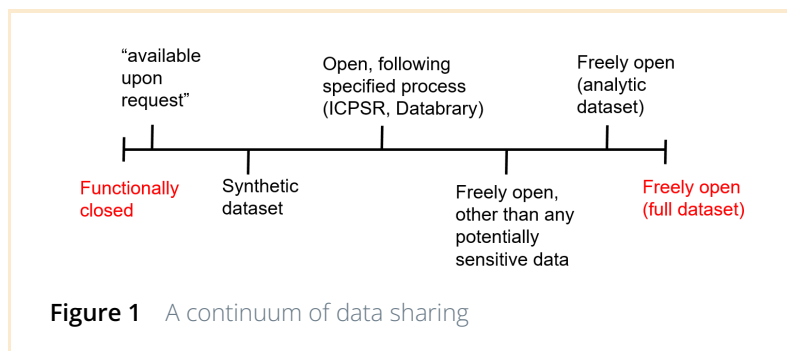 “available
upon
request”
Open, following
specified process
(ICPSR, Databrary)
Freely open
(analytic
dataset)
Functionally
closed
Synthetic
dataset
Freely open,
other than any
potentially
sensitive data
Freely open
(full dataset)
Figure 1 A continuum of data sharing